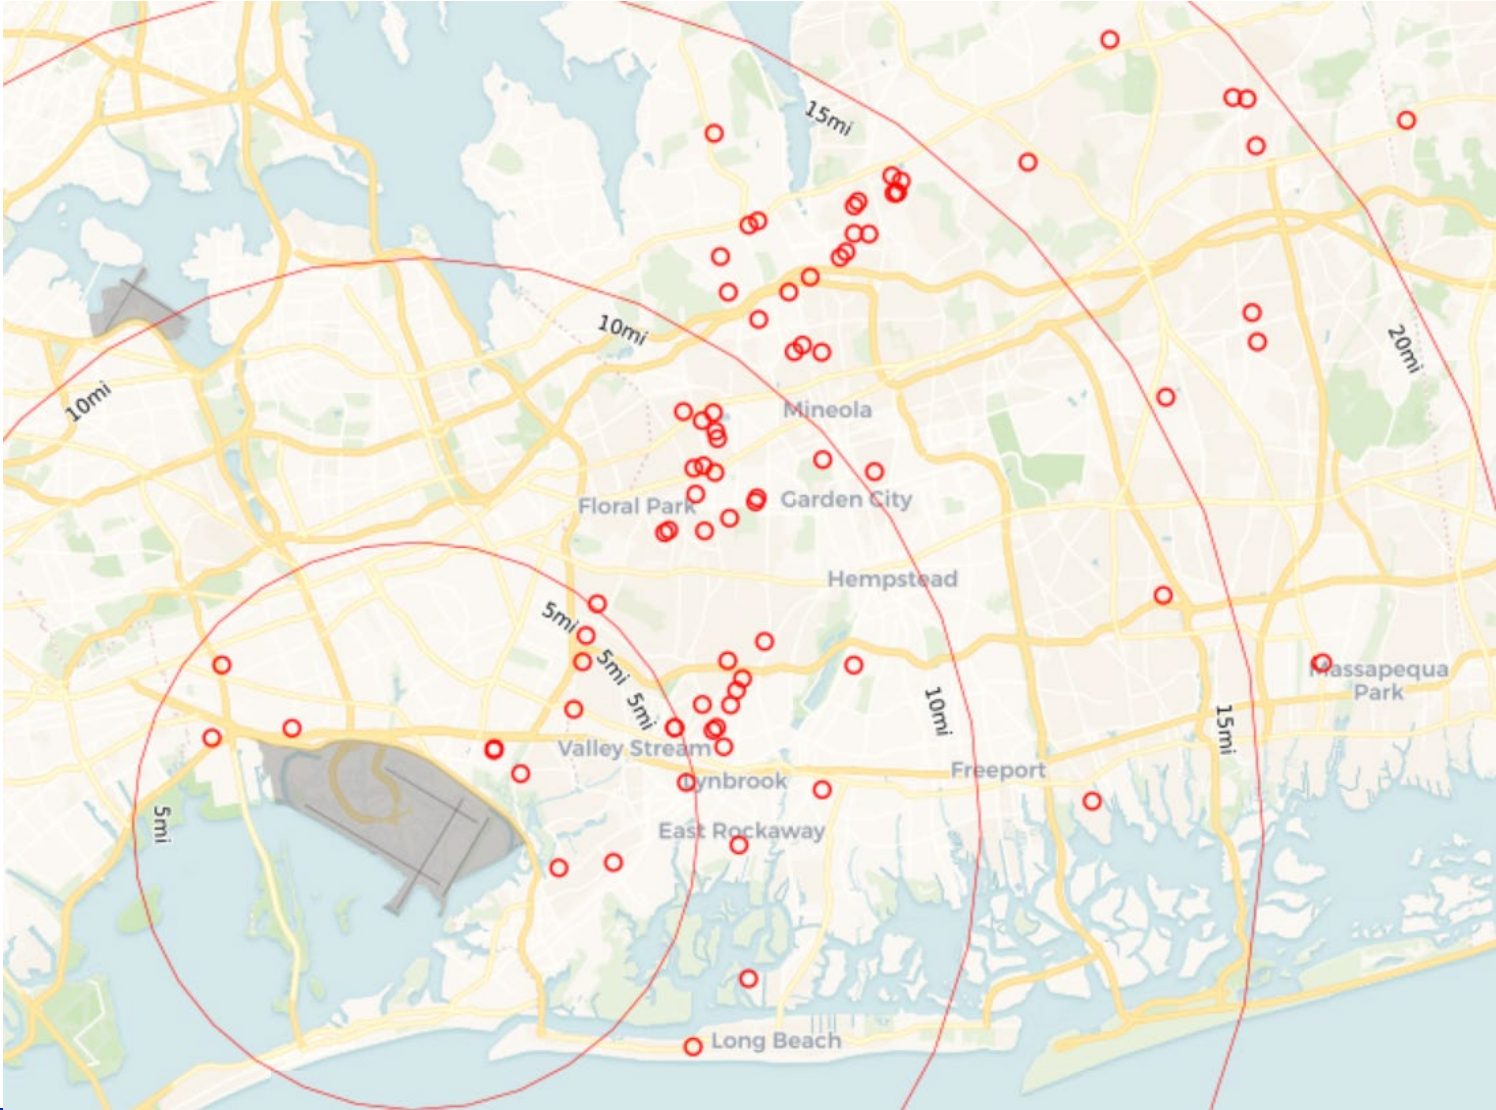 15mi
10mi
20mi
10mi
Mineola
Floral Park
Garden City
Hempstead
5mi
5mi
Massapequa
Park
5mi
10mi
15mi
Valley Stream
Lynbrook
Freeport
5mi
East Rockaway
Long Beach